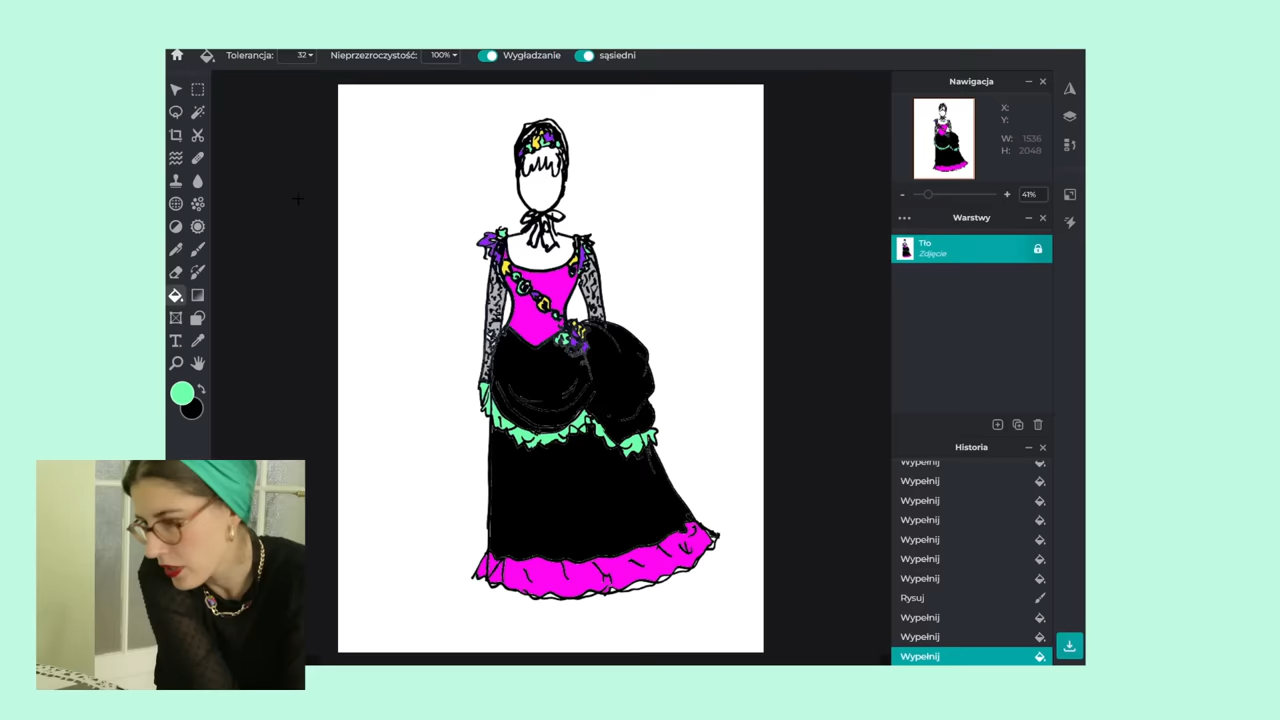 Tolerancja: 32 Nieprzezroczystość: 100% Wygładzanie sąsiedni
Nawigacja
X:
Y:
W: 1536
H: 2048
- + 41%
Warstwy
Tło
Zdjęcie
Historia
Wypełnij
Wypełnij
Wypełnij
Wypełnij
Wypełnij
Wypełnij
Wypełnij
Rysuj
Wypełnij
Wypełnij
Wypełnij